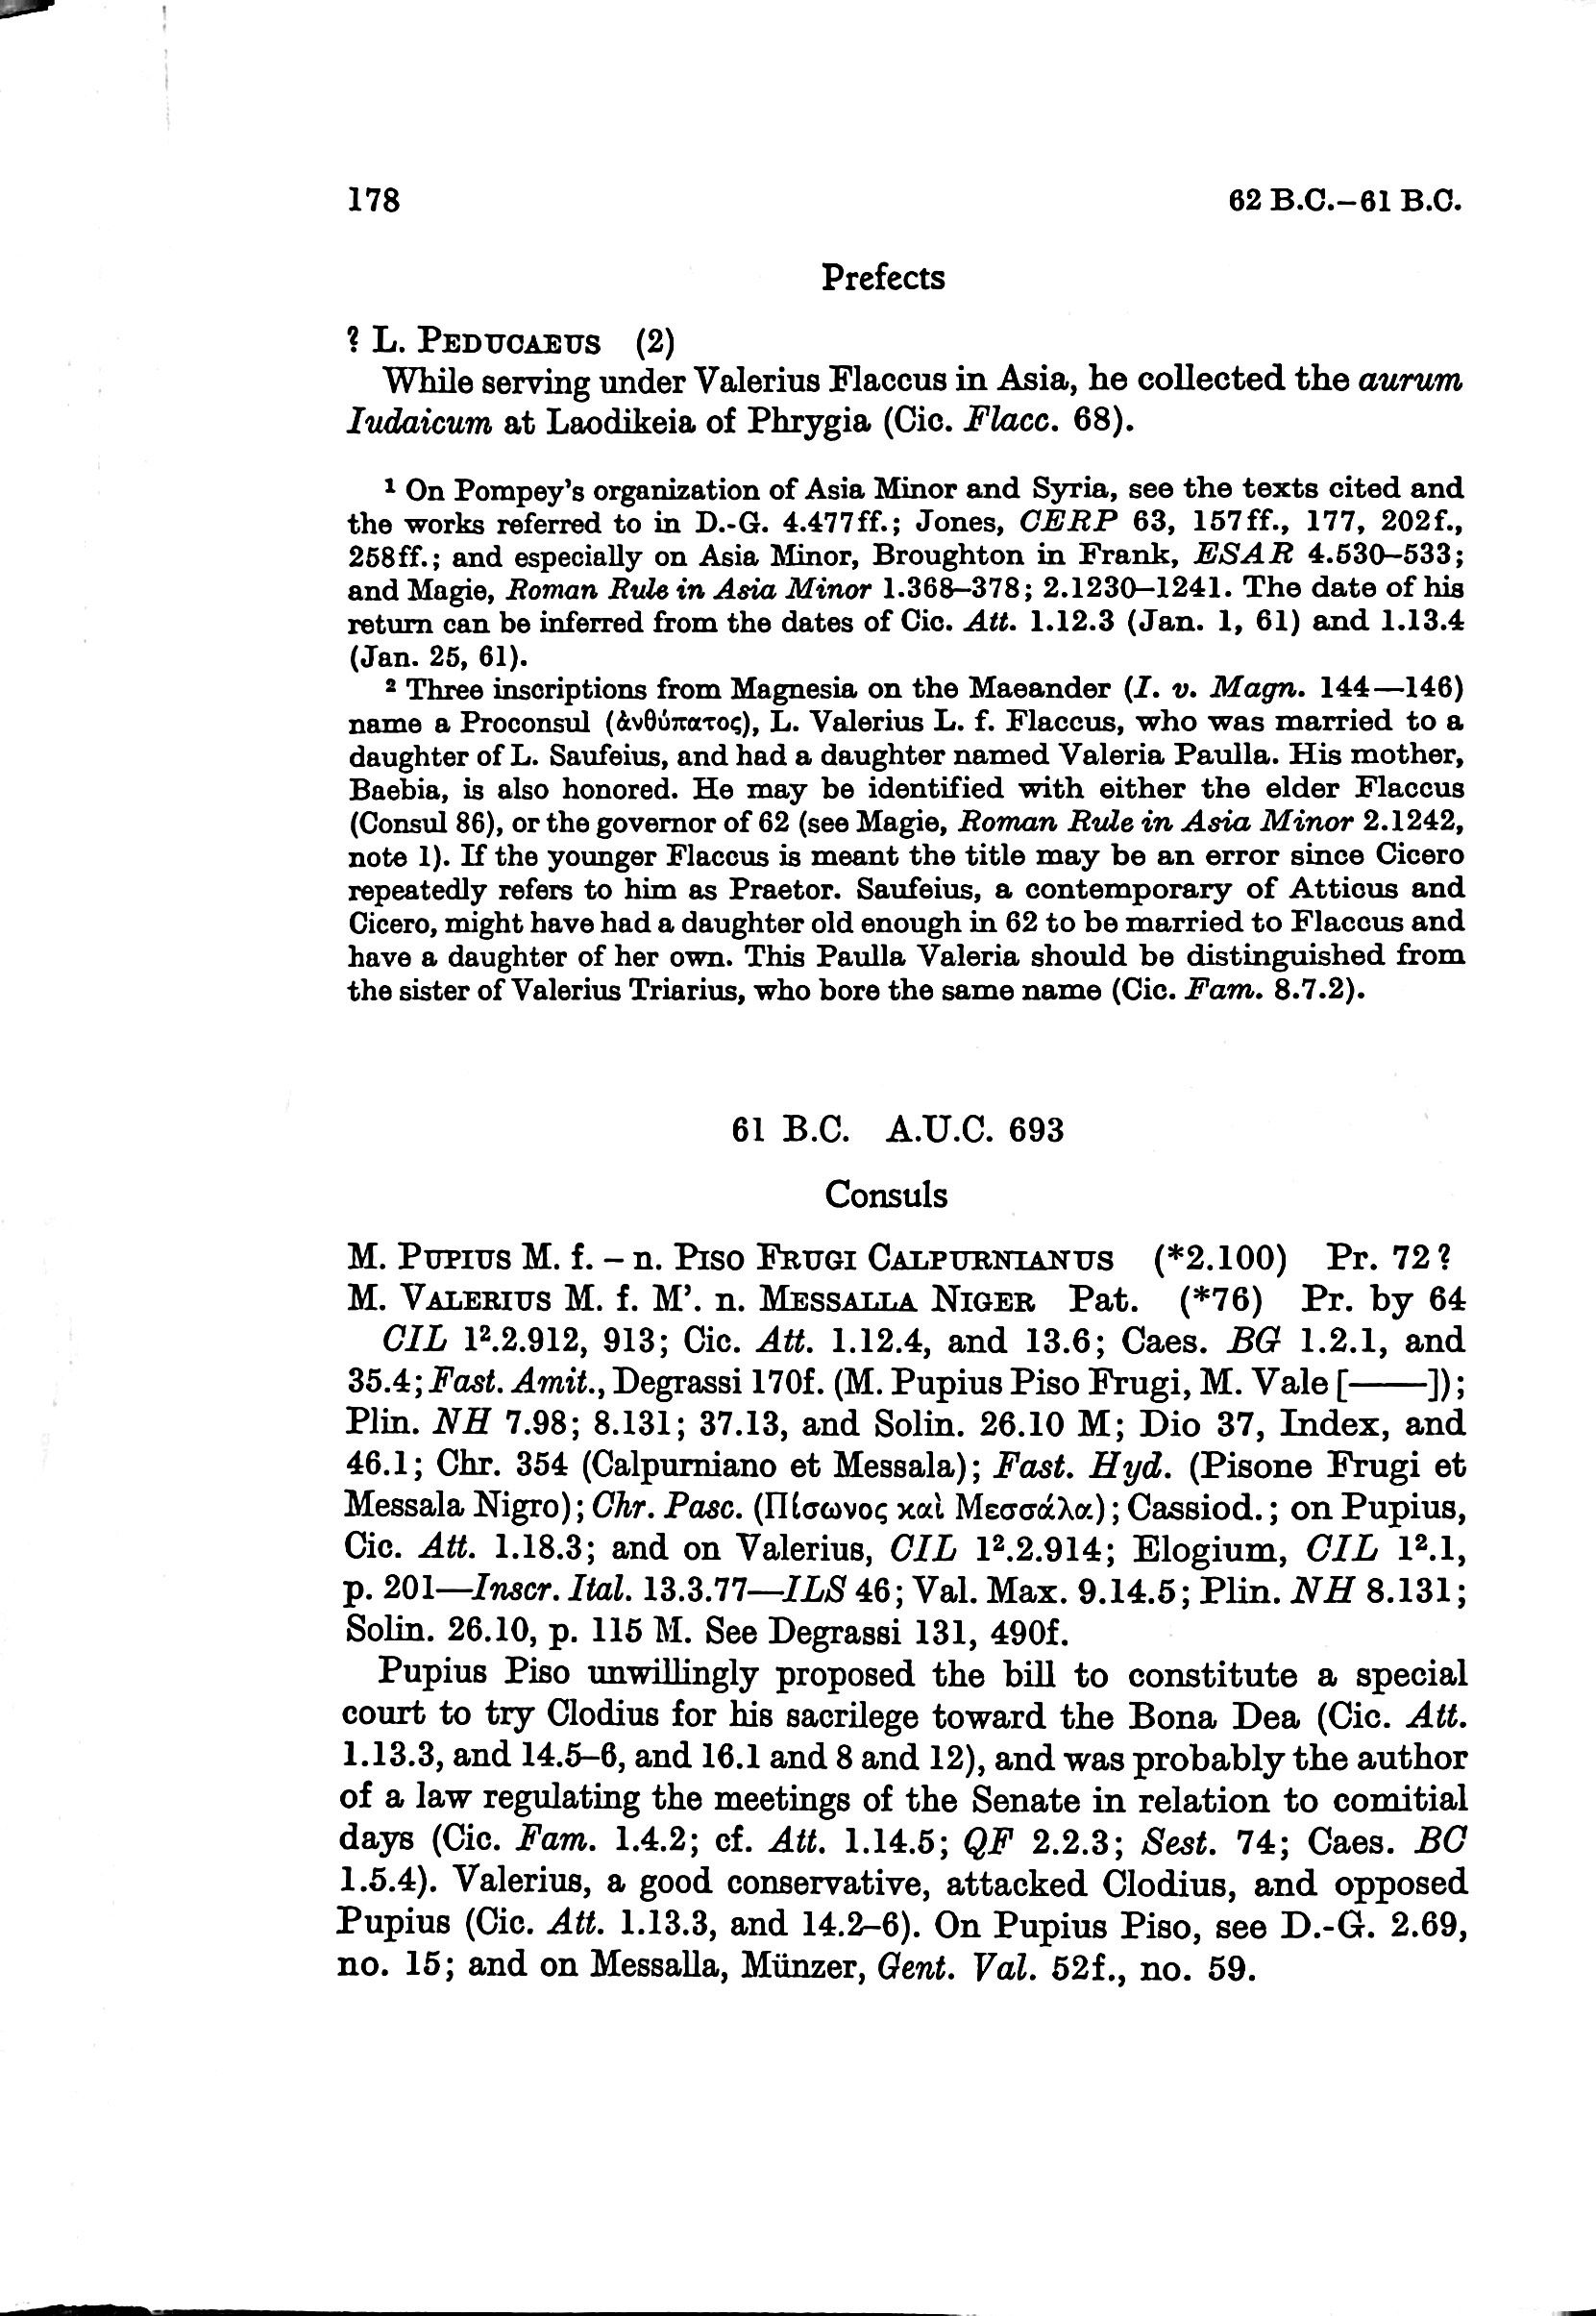 178 62 B.C.–61 B.C.
Prefects
? L. PEDUCAEUS (2)
While serving under Valerius Flaccus in Asia, he collected the aurum
Iudaicum at Laodikeia of Phrygia (Cic. Flacc. 68).
¹ On Pompey's organization of Asia Minor and Syria, see the texts cited and
the works referred to in D.-G. 4.477ff.; Jones, CERP 63, 157ff., 177, 202f.,
258ff.; and especially on Asia Minor, Broughton in Frank, ESAR 4.530–533;
and Magie, Roman Rule in Asia Minor 1.368–378; 2.1230–1241. The date of his
return can be inferred from the dates of Cic. Att. 1.12.3 (Jan. 1, 61) and 1.13.4
(Jan. 25, 61).
² Three inscriptions from Magnesia on the Maeander (I. v. Magn. 144—146)
name a Proconsul (ἀνθύπατος), L. Valerius L. f. Flaccus, who was married to a
daughter of L. Saufeius, and had a daughter named Valeria Paulla. His mother,
Baebia, is also honored. He may be identified with either the elder Flaccus
(Consul 86), or the governor of 62 (see Magie, Roman Rule in Asia Minor 2.1242,
note 1). If the younger Flaccus is meant the title may be an error since Cicero
repeatedly refers to him as Praetor. Saufeius, a contemporary of Atticus and
Cicero, might have had a daughter old enough in 62 to be married to Flaccus and
have a daughter of her own. This Paulla Valeria should be distinguished from
the sister of Valerius Triarius, who bore the same name (Cic. Fam. 8.7.2).
61 B.C. A.U.C. 693
Consuls
M. PUPIUS M. f. – n. PISO FRUGI CALPURNIANUS (*2.100) Pr. 72?
M. VALERIUS M. f. M'. n. MESSALLA NIGER Pat. (*76) Pr. by 64
CIL 1².2.912, 913; Cic. Att. 1.12.4, and 13.6; Caes. BG 1.2.1, and
35.4; Fast. Amit., Degrassi 170f. (M. Pupius Piso Frugi, M. Vale[——]);
Plin. NH 7.98; 8.131; 37.13, and Solin. 26.10 M; Dio 37, Index, and
46.1; Chr. 354 (Calpurniano et Messala); Fast. Hyd. (Pisone Frugi et
Messala Nigro); Chr. Pasc. (Πίσωνος καὶ Μεσσάλα); Cassiod.; on Pupius,
Cic. Att. 1.18.3; and on Valerius, CIL 1².2.914; Elogium, CIL 1².1,
p. 201—Inscr. Ital. 13.3.77—ILS 46; Val. Max. 9.14.5; Plin. NH 8.131;
Solin. 26.10, p. 115 M. See Degrassi 131, 490f.
Pupius Piso unwillingly proposed the bill to constitute a special
court to try Clodius for his sacrilege toward the Bona Dea (Cic. Att.
1.13.3, and 14.5–6, and 16.1 and 8 and 12), and was probably the author
of a law regulating the meetings of the Senate in relation to comitial
days (Cic. Fam. 1.4.2; cf. Att. 1.14.5; QF 2.2.3; Sest. 74; Caes. BC
1.5.4). Valerius, a good conservative, attacked Clodius, and opposed
Pupius (Cic. Att. 1.13.3, and 14.2–6). On Pupius Piso, see D.-G. 2.69,
no. 15; and on Messalla, Münzer, Gent. Val. 52f., no. 59.